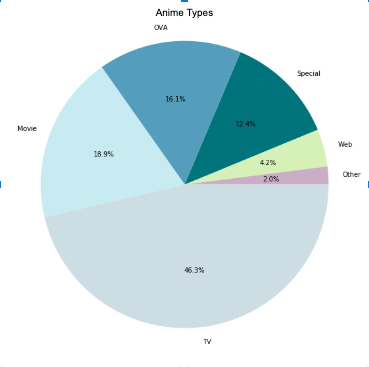 Anime Types
OVA
Special
16.1%
12.4%
Movie
18.9%
Web
4.2%
Other
2.0%
46.3%
TV